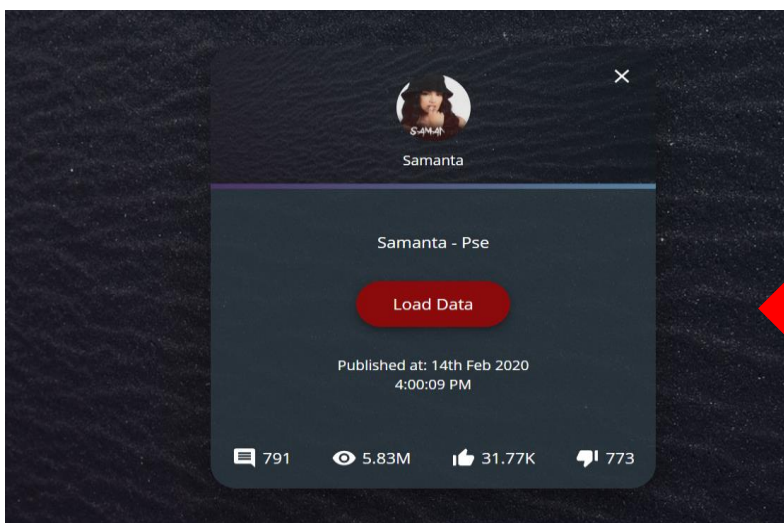 SAMAN
Samanta
Samanta - Pse
Load Data
Published at: 14th Feb 2020
4:00:09 PM
791 5.83M 31.77K 773